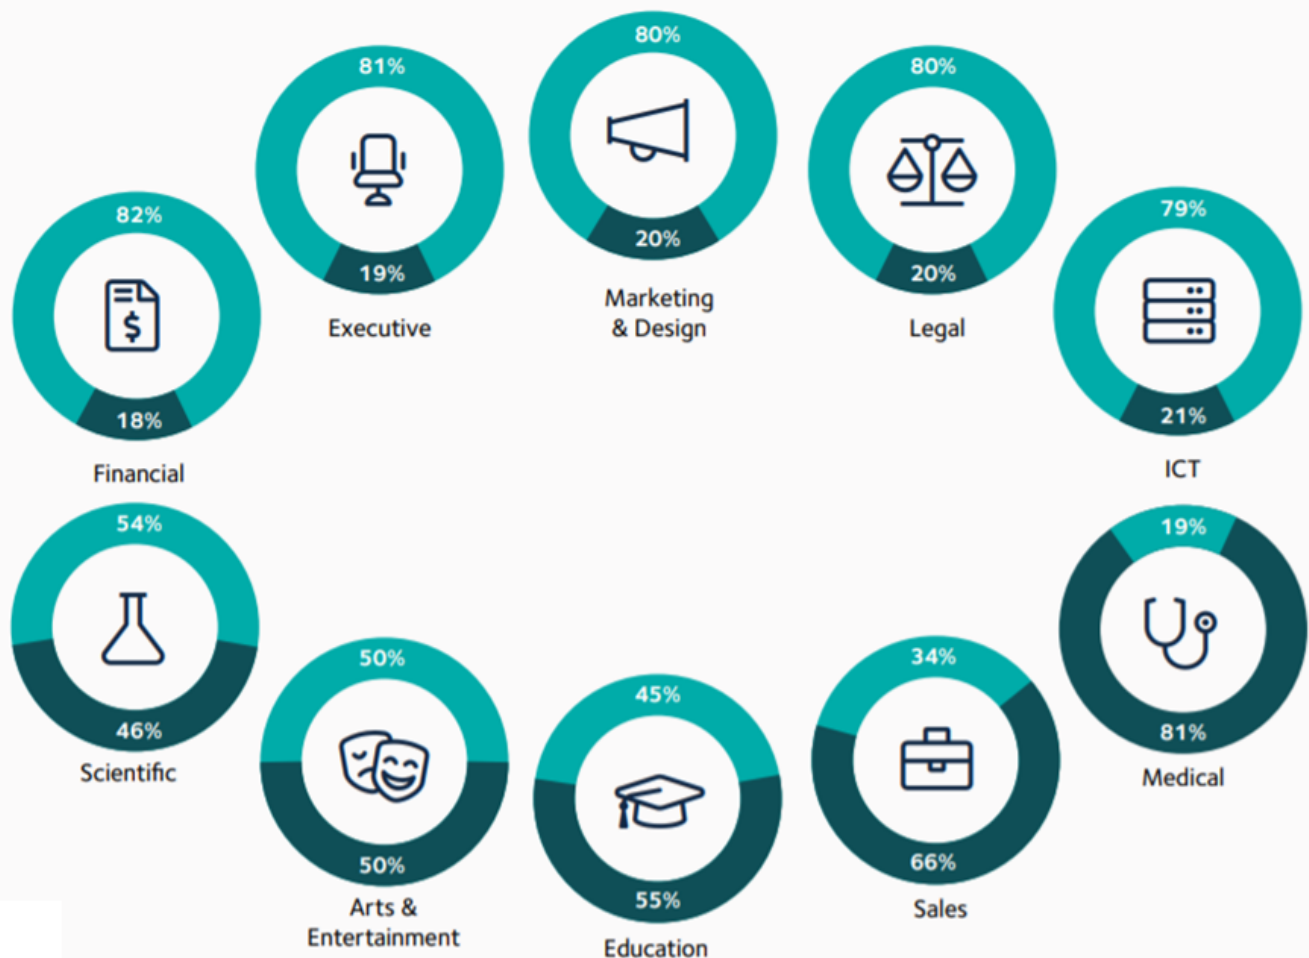 80%
81%
80%
82%
79%
20%
19%
20%
Marketing
& Design
Executive
Legal
18%
$
21%
Financial
ICT
54%
19%
50%
34%
45%
46%
81%
Scientific
Medical
50%
66%
55%
Arts &
Entertainment
Sales
Education